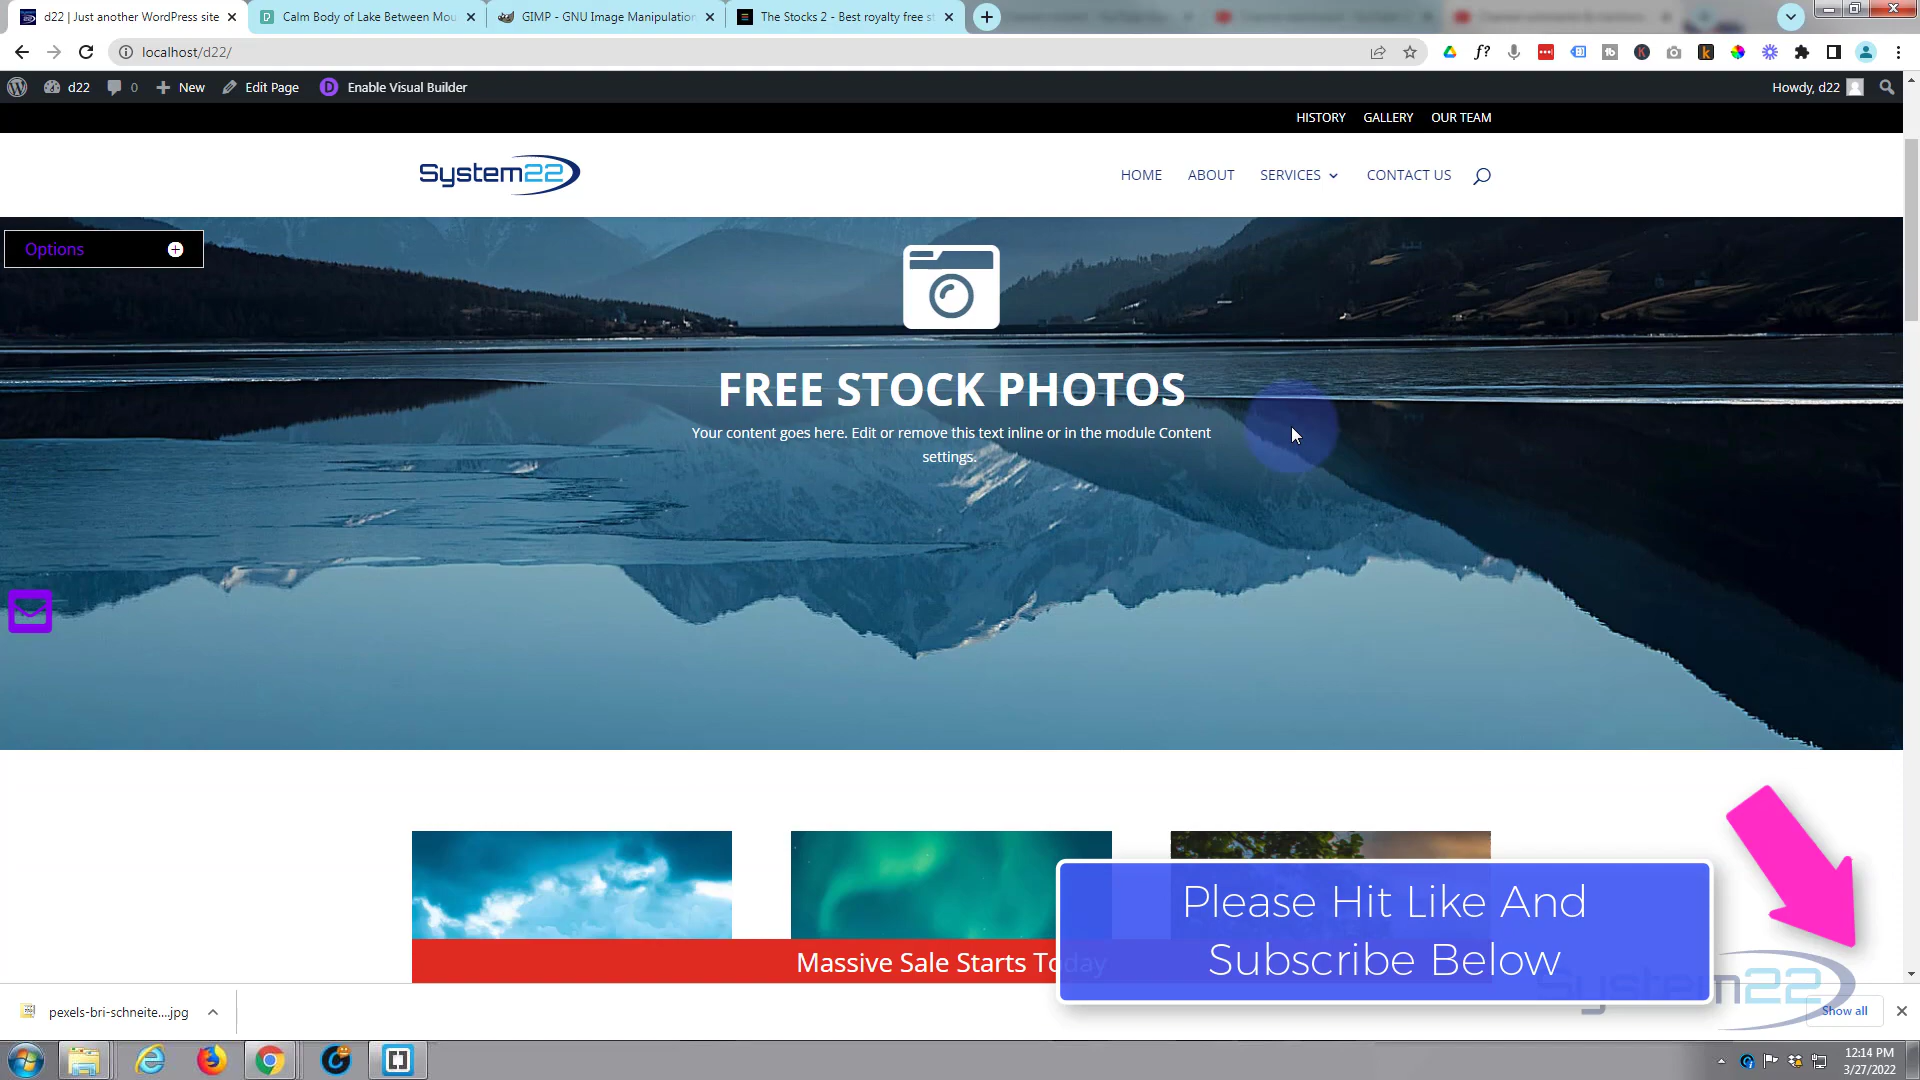 d22 | Just another WordPress site
Calm Body of Lake Between Mou
GIMP - GNU Image Manipulation
The Stocks 2 - Best royalty free st
localhost/d22/
d22
0
New
Edit Page
D
Enable Visual Builder
Howdy, d22
HISTORY
GALLERY
OUR TEAM
System22
HOME
ABOUT
SERVICES
CONTACT US
Options
FREE STOCK PHOTOS
Your content goes here. Edit or remove this text inline or in the module Content
settings.
Massive Sale Starts Today
Please Hit Like And
Subscribe Below
System22
pexels-bri-schneite....jpg
Show all
12:14 PM
3/27/2022